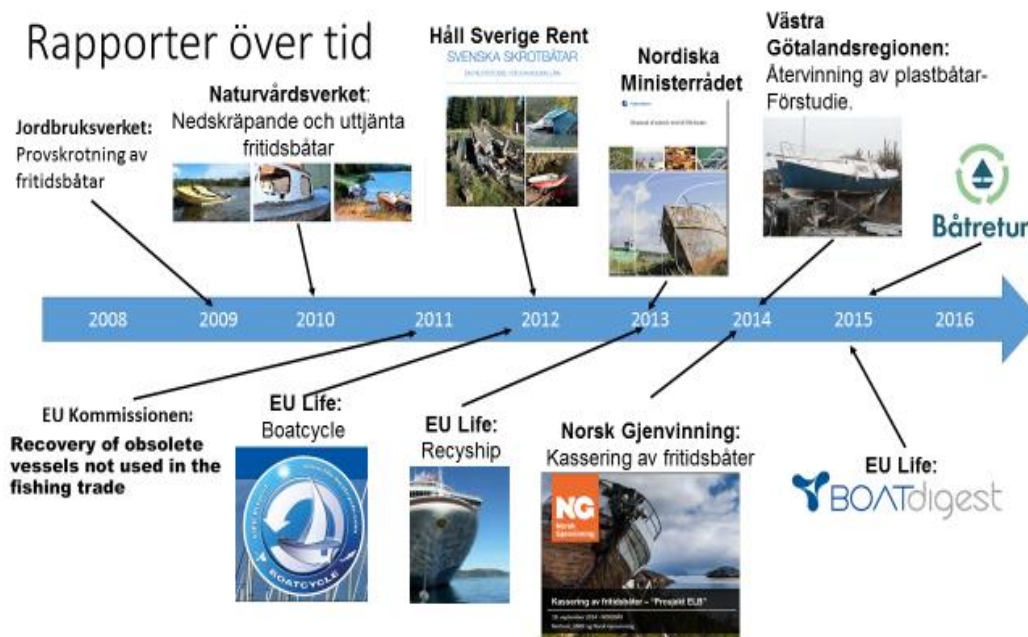 Rapporter över tid
Jordbruksverket:
Provskrotning av
fritidsbåtar
Naturvårdsverket:
Nedskräpande och uttjänta
fritidsbåtar
Håll Sverige Rent
SVENSKA SKROTBÅTAR
Nordiska
Ministerrådet
Västra
Götalandsregionen:
Återvinning av plastbåtar-
Förstudie.
Båtretur
2008 2009 2010 2011 2012 2013 2014 2015 2016
EU Kommissionen:
Recovery of obsolete
vessels not used in the
fishing trade
EU Life:
Boatcycle
BOATCYCLE
EU Life:
Recyship
Norsk Gjenvinning:
Kassering av fritidsbåter
NG
Norsk
Gjenvinning
Kassering av fritidsbåter – "Prosjekt ELB"
EU Life:
BOATdigest